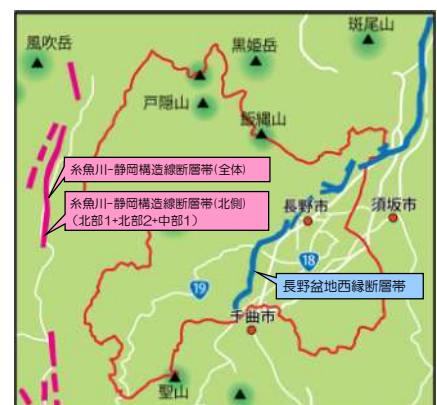 斑尾山
風吹岳
黒姫岳
戸隠山
飯縄山
糸魚川-静岡構造線断層帯(全体)
糸魚川-静岡構造線断層帯(北側)
(北部1+北部2+中部1)
長野市
須坂市
18
19
長野盆地西縁断層帯
千曲市
聖山